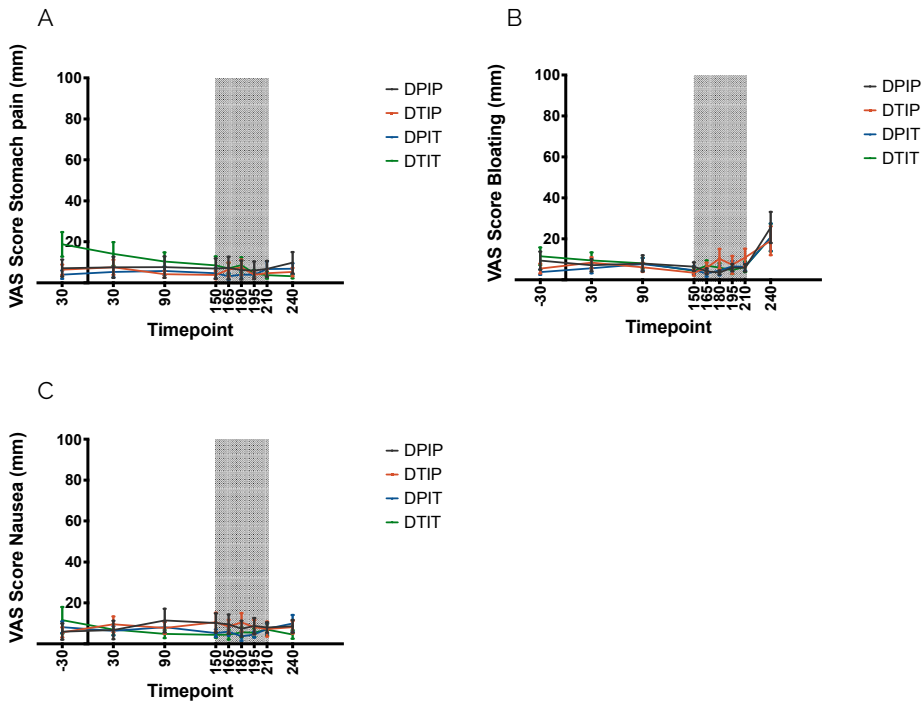 A
VAS Score Stomach pain (mm)
100
80
60
40
20
-30
30
90
150
165
180
195
210
240
Timepoint
DPIP
DTIP
DPIT
DTIT
B
VAS Score Bloating (mm)
100
80
60
40
20
-30
30
90
150
165
180
195
210
240
Timepoint
DPIP
DTIP
DPIT
DTIT
C
VAS Score Nausea (mm)
100
80
60
40
20
-30
30
90
150
165
180
195
210
240
Timepoint
DPIP
DTIP
DPIT
DTIT